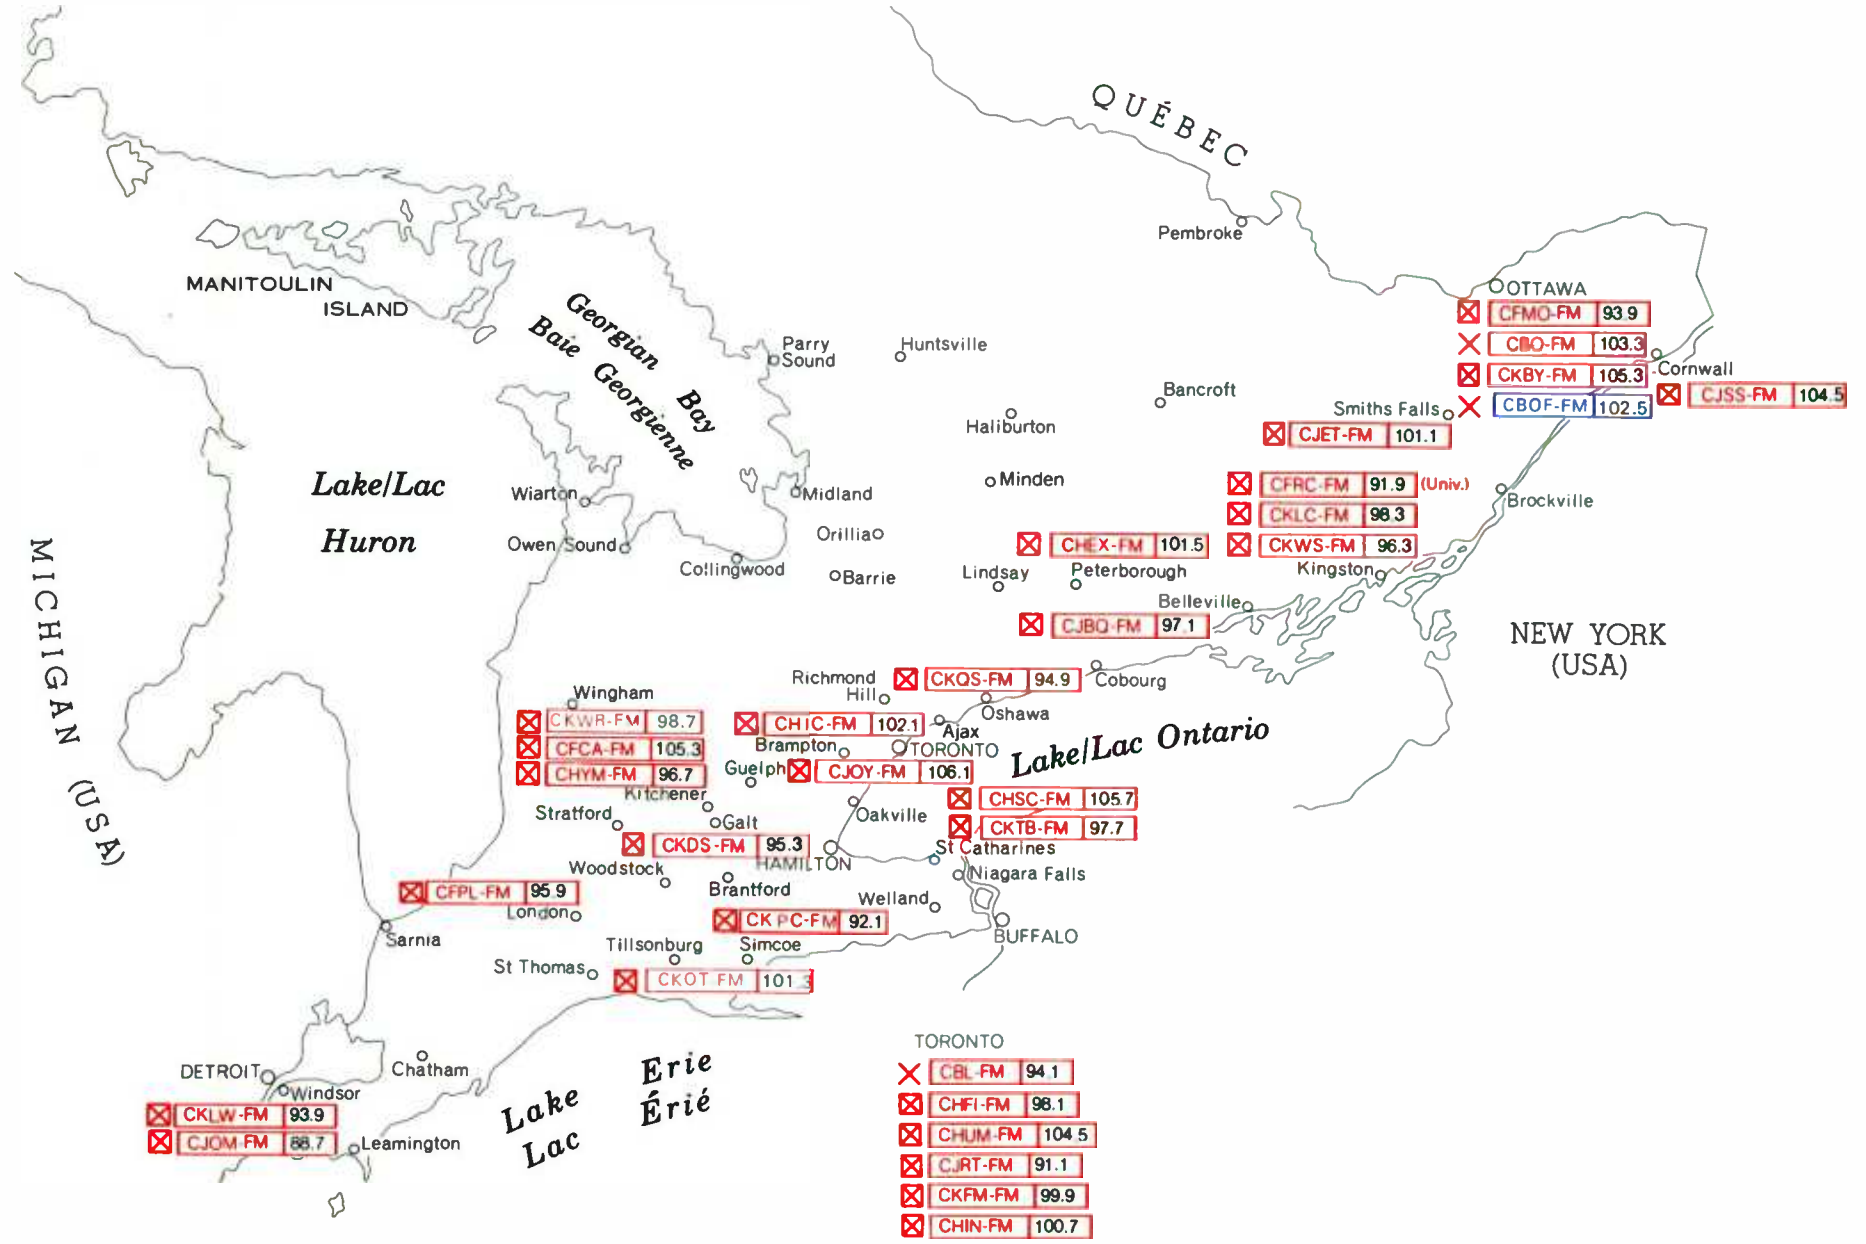 QUÉBEC
Pembroke
MANITOULIN
ISLAND
Georgian Bay
Baie Georgienne
Parry
Sound
Huntsville
OTTAWA
CFMO-FM 93.9
CBO-FM 103.3
CKBY-FM 105.3
CBOF-FM 102.5
Cornwall
CJSS-FM 104.5
Bancroft
Haliburton
Smiths Falls
CJET-FM 101.1
Lake/Lac
Huron
Wiarton
Midland
Minden
CFRC-FM 91.9 (Univ.)
CKLC-FM 98.3
CKWS-FM 96.3
Brockville
Kingston
Owen Sound
Collingwood
Orillia
Barrie
CHEX-FM 101.5
Lindsay
Peterborough
Belleville
CJBQ-FM 97.1
NEW YORK
(USA)
MICHIGAN (USA)
Richmond
Hill
CKQS-FM 94.9
Cobourg
Oshawa
Wingham
CKWR-FM 98.7
CFCA-FM 105.3
CHYM-FM 96.7
Kitchener
CHIC-FM 102.1
Ajax
Brampton
TORONTO
Lake/Lac Ontario
Guelph
CJOY-FM 106.1
Stratford
Galt
Oakville
CHSC-FM 105.7
CKTB-FM 97.7
St Catharines
CKDS-FM 95.3
HAMILTON
Woodstock
Brantford
Niagara Falls
CFPL-FM 95.9
London
Welland
CKPC-FM 92.1
Sarnia
BUFFALO
Tillsonburg
Simcoe
St Thomas
CKOT FM 101.3
DETROIT
Windsor
Chatham
CKLW-FM 93.9
CJOM-FM 88.7
Leamington
Lake Erie
Lac Érié
TORONTO
CBL-FM 94.1
CHFI-FM 98.1
CHUM-FM 104.5
CJRT-FM 91.1
CKFM-FM 99.9
CHIN-FM 100.7